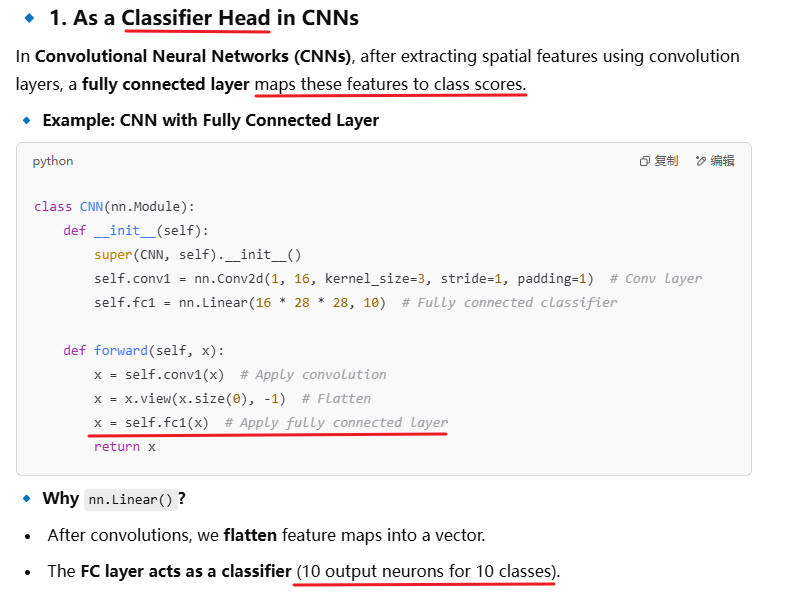 1. As a Classifier Head in CNNs
In Convolutional Neural Networks (CNNs), after extracting spatial features using convolution
layers, a fully connected layer maps these features to class scores.
Example: CNN with Fully Connected Layer
python 复制 编辑
class CNN(nn.Module):
    def __init__(self):
        super(CNN, self).__init__()
        self.conv1 = nn.Conv2d(1, 16, kernel_size=3, stride=1, padding=1)  # Conv layer
        self.fc1 = nn.Linear(16 * 28 * 28, 10)  # Fully connected classifier
    def forward(self, x):
        x = self.conv1(x)  # Apply convolution
        x = x.view(x.size(0), -1)  # Flatten
        x = self.fc1(x)  # Apply fully connected layer
        return x
Why nn.Linear()?
• After convolutions, we flatten feature maps into a vector.
• The FC layer acts as a classifier (10 output neurons for 10 classes).